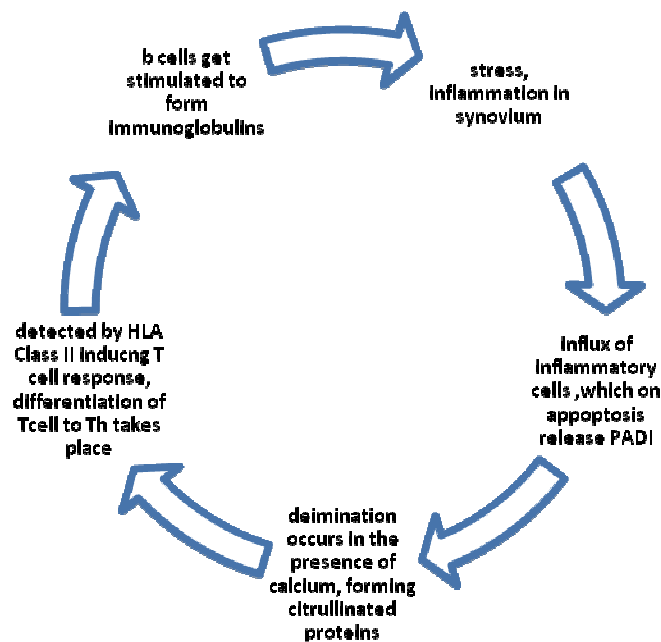 b cells get
stimulated to
form
immunoglobulins
stress,
inflammation in
synovium
influx of
inflammatory
cells ,which on
appoptosis
release PADI
deimination
occurs in the
presence of
calcium, forming
citrullinated
proteins
detected by HLA
Class II inducng T
cell response,
differentiation of
Tcell to Th takes
place